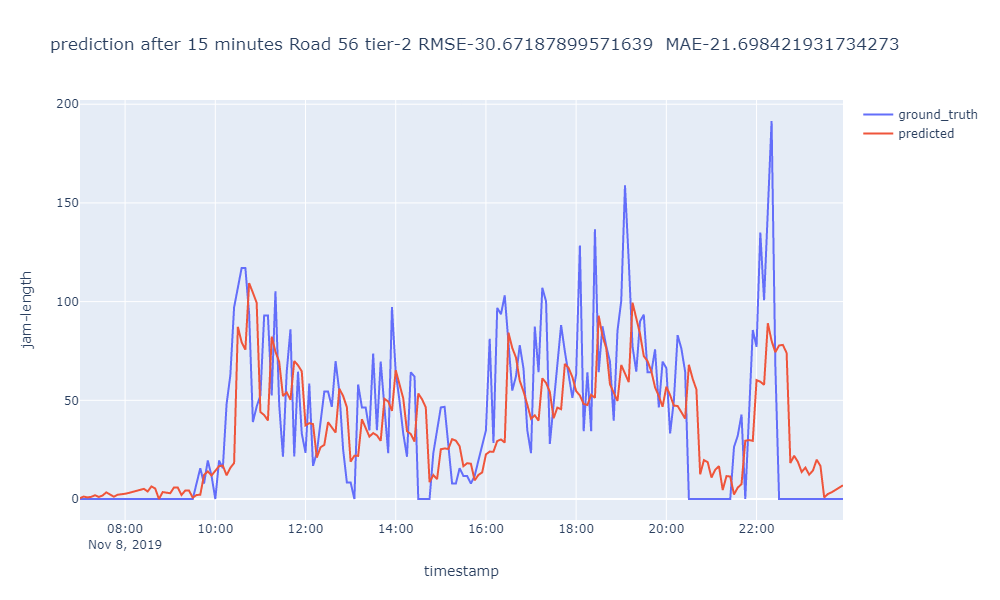 prediction after 15 minutes Road 56 tier-2 RMSE-30.67187899571639  MAE-21.698421931734273
ground_truth
predicted
200
150
100
50
0
jam-length
08:00 10:00 12:00 14:00 16:00 18:00 20:00 22:00
Nov 8, 2019
timestamp